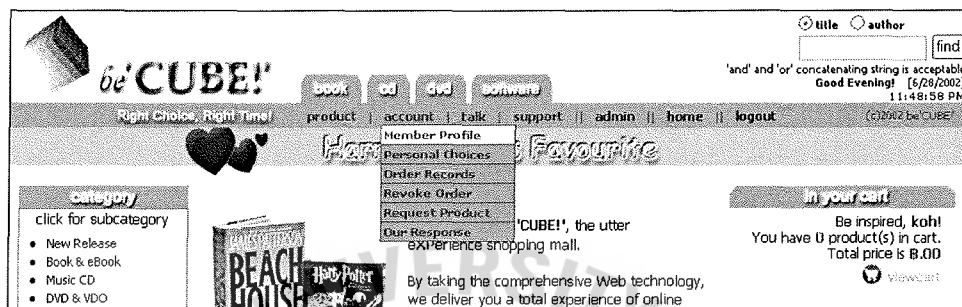 title author
find
'and' and 'or' concatenating string is acceptable
Good Evening! [6/28/2002]
11:48:58 PM
be'CUBE!'
book cd dvd software
Right Choice, Right Time!
product | account | talk | support || admin || home || logout
(c)2002 be'CUBE!'
Favourite
Member Profile
Personal Choices
Order Records
Revoke Order
Request Product
Our Response
category
click for subcategory
New Release
Book & eBook
Music CD
DVD & VDO
BEACH
HOUSE
Harry Potter
'CUBE!', the utter
eXPerience shopping mall.
By taking the comprehensive Web technology,
we deliver you a total experience of online
in your cart
Be inspired, koh!
You have 0 product(s) in cart.
Total price is B.00
viewcart